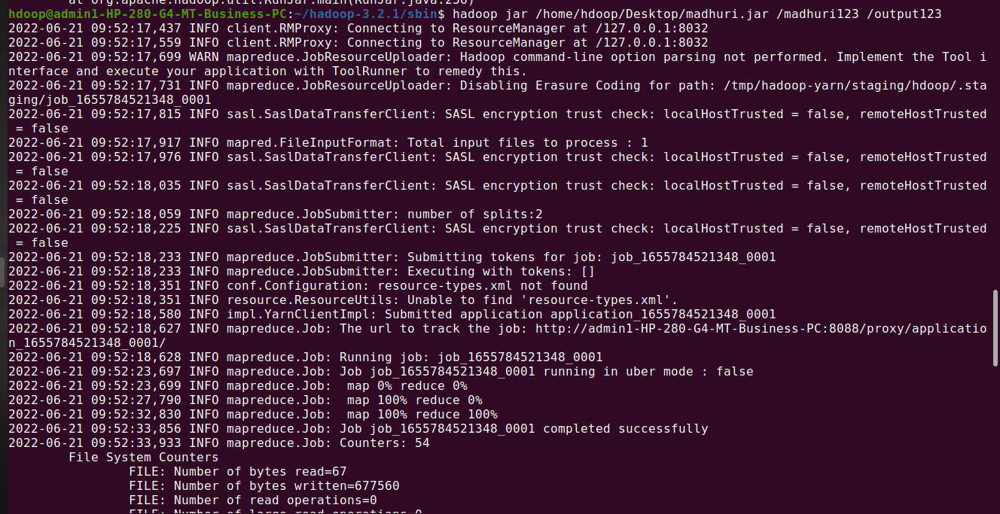 at org.apache.hadoop.util.RunJar.main(RunJar.java:236)
hdoop@admin1-HP-280-G4-MT-Business-PC:~/hadoop-3.2.1/sbin$ hadoop jar /home/hdoop/Desktop/madhuri.jar /madhuri123 /output123
2022-06-21 09:52:17,437 INFO client.RMProxy: Connecting to ResourceManager at /127.0.0.1:8032
2022-06-21 09:52:17,559 INFO client.RMProxy: Connecting to ResourceManager at /127.0.0.1:8032
2022-06-21 09:52:17,699 WARN mapreduce.JobResourceUploader: Hadoop command-line option parsing not performed. Implement the Tool i
nterface and execute your application with ToolRunner to remedy this.
2022-06-21 09:52:17,731 INFO mapreduce.JobResourceUploader: Disabling Erasure Coding for path: /tmp/hadoop-yarn/staging/hdoop/.sta
ging/job_1655784521348_0001
2022-06-21 09:52:17,815 INFO sasl.SaslDataTransferClient: SASL encryption trust check: localHostTrusted = false, remoteHostTrusted
 = false
2022-06-21 09:52:17,917 INFO mapred.FileInputFormat: Total input files to process : 1
2022-06-21 09:52:17,976 INFO sasl.SaslDataTransferClient: SASL encryption trust check: localHostTrusted = false, remoteHostTrusted
 = false
2022-06-21 09:52:18,035 INFO sasl.SaslDataTransferClient: SASL encryption trust check: localHostTrusted = false, remoteHostTrusted
 = false
2022-06-21 09:52:18,059 INFO mapreduce.JobSubmitter: number of splits:2
2022-06-21 09:52:18,225 INFO sasl.SaslDataTransferClient: SASL encryption trust check: localHostTrusted = false, remoteHostTrusted
 = false
2022-06-21 09:52:18,233 INFO mapreduce.JobSubmitter: Submitting tokens for job: job_1655784521348_0001
2022-06-21 09:52:18,233 INFO mapreduce.JobSubmitter: Executing with tokens: []
2022-06-21 09:52:18,351 INFO conf.Configuration: resource-types.xml not found
2022-06-21 09:52:18,351 INFO resource.ResourceUtils: Unable to find 'resource-types.xml'.
2022-06-21 09:52:18,580 INFO impl.YarnClientImpl: Submitted application application_1655784521348_0001
2022-06-21 09:52:18,627 INFO mapreduce.Job: The url to track the job: http://admin1-HP-280-G4-MT-Business-PC:8088/proxy/applicatio
n_1655784521348_0001/
2022-06-21 09:52:18,628 INFO mapreduce.Job: Running job: job_1655784521348_0001
2022-06-21 09:52:23,697 INFO mapreduce.Job: Job job_1655784521348_0001 running in uber mode : false
2022-06-21 09:52:23,699 INFO mapreduce.Job:  map 0% reduce 0%
2022-06-21 09:52:27,790 INFO mapreduce.Job:  map 100% reduce 0%
2022-06-21 09:52:32,830 INFO mapreduce.Job:  map 100% reduce 100%
2022-06-21 09:52:33,856 INFO mapreduce.Job: Job job_1655784521348_0001 completed successfully
2022-06-21 09:52:33,933 INFO mapreduce.Job: Counters: 54
File System Counters
FILE: Number of bytes read=67
FILE: Number of bytes written=677560
FILE: Number of read operations=0
FILE: Number of large read operations=0